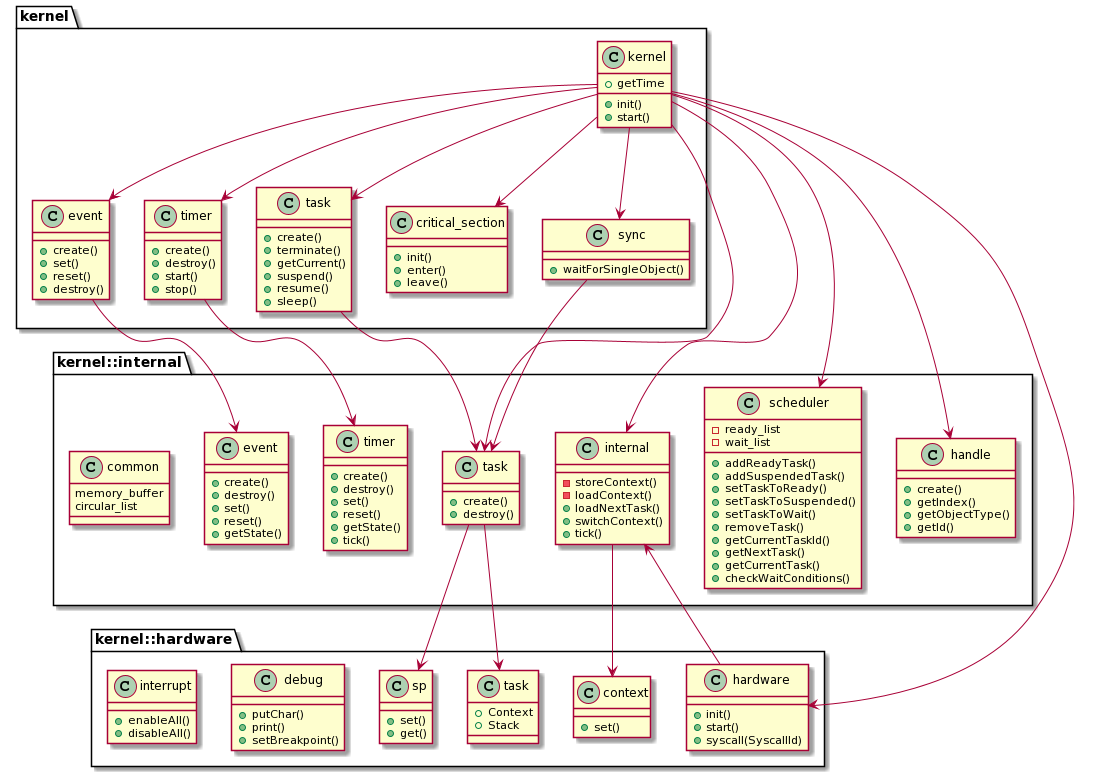 kernel
C kernel
getTime
init()
start()
C event
create()
set()
reset()
destroy()
C timer
create()
destroy()
start()
stop()
C task
create()
terminate()
getCurrent()
suspend()
resume()
sleep()
C critical_section
init()
enter()
leave()
C sync
waitForSingleObject()
kernel::internal
C common
memory_buffer
circular_list
C event
create()
destroy()
set()
reset()
getState()
C timer
create()
destroy()
set()
reset()
getState()
tick()
C task
create()
destroy()
C internal
storeContext()
loadContext()
loadNextTask()
switchContext()
tick()
C scheduler
ready_list
wait_list
addReadyTask()
addSuspendedTask()
setTaskToReady()
setTaskToSuspended()
setTaskToWait()
removeTask()
getCurrentTaskId()
getNextTask()
getCurrentTask()
checkWaitConditions()
C handle
create()
getIndex()
getObjectType()
getId()
kernel::hardware
C interrupt
enableAll()
disableAll()
C debug
putChar()
print()
setBreakpoint()
C sp
set()
get()
C task
Context
Stack
C context
set()
C hardware
init()
start()
syscall(SyscallId)